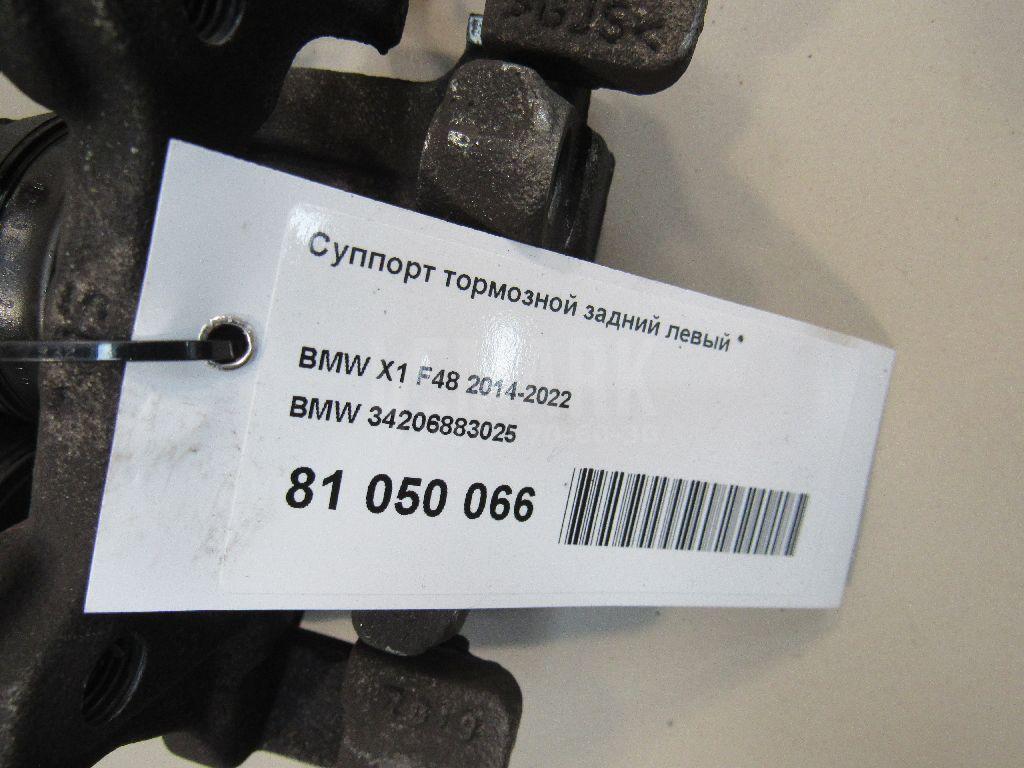 Суппорт тормозной задний левый *
BMW X1 F48 2014-2022
BMW 34206883025
81 050 066